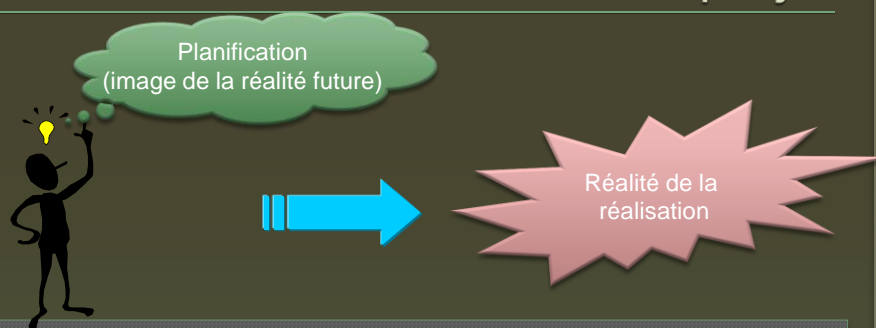 Planification
(image de la réalité future)
Réalité de la
réalisation